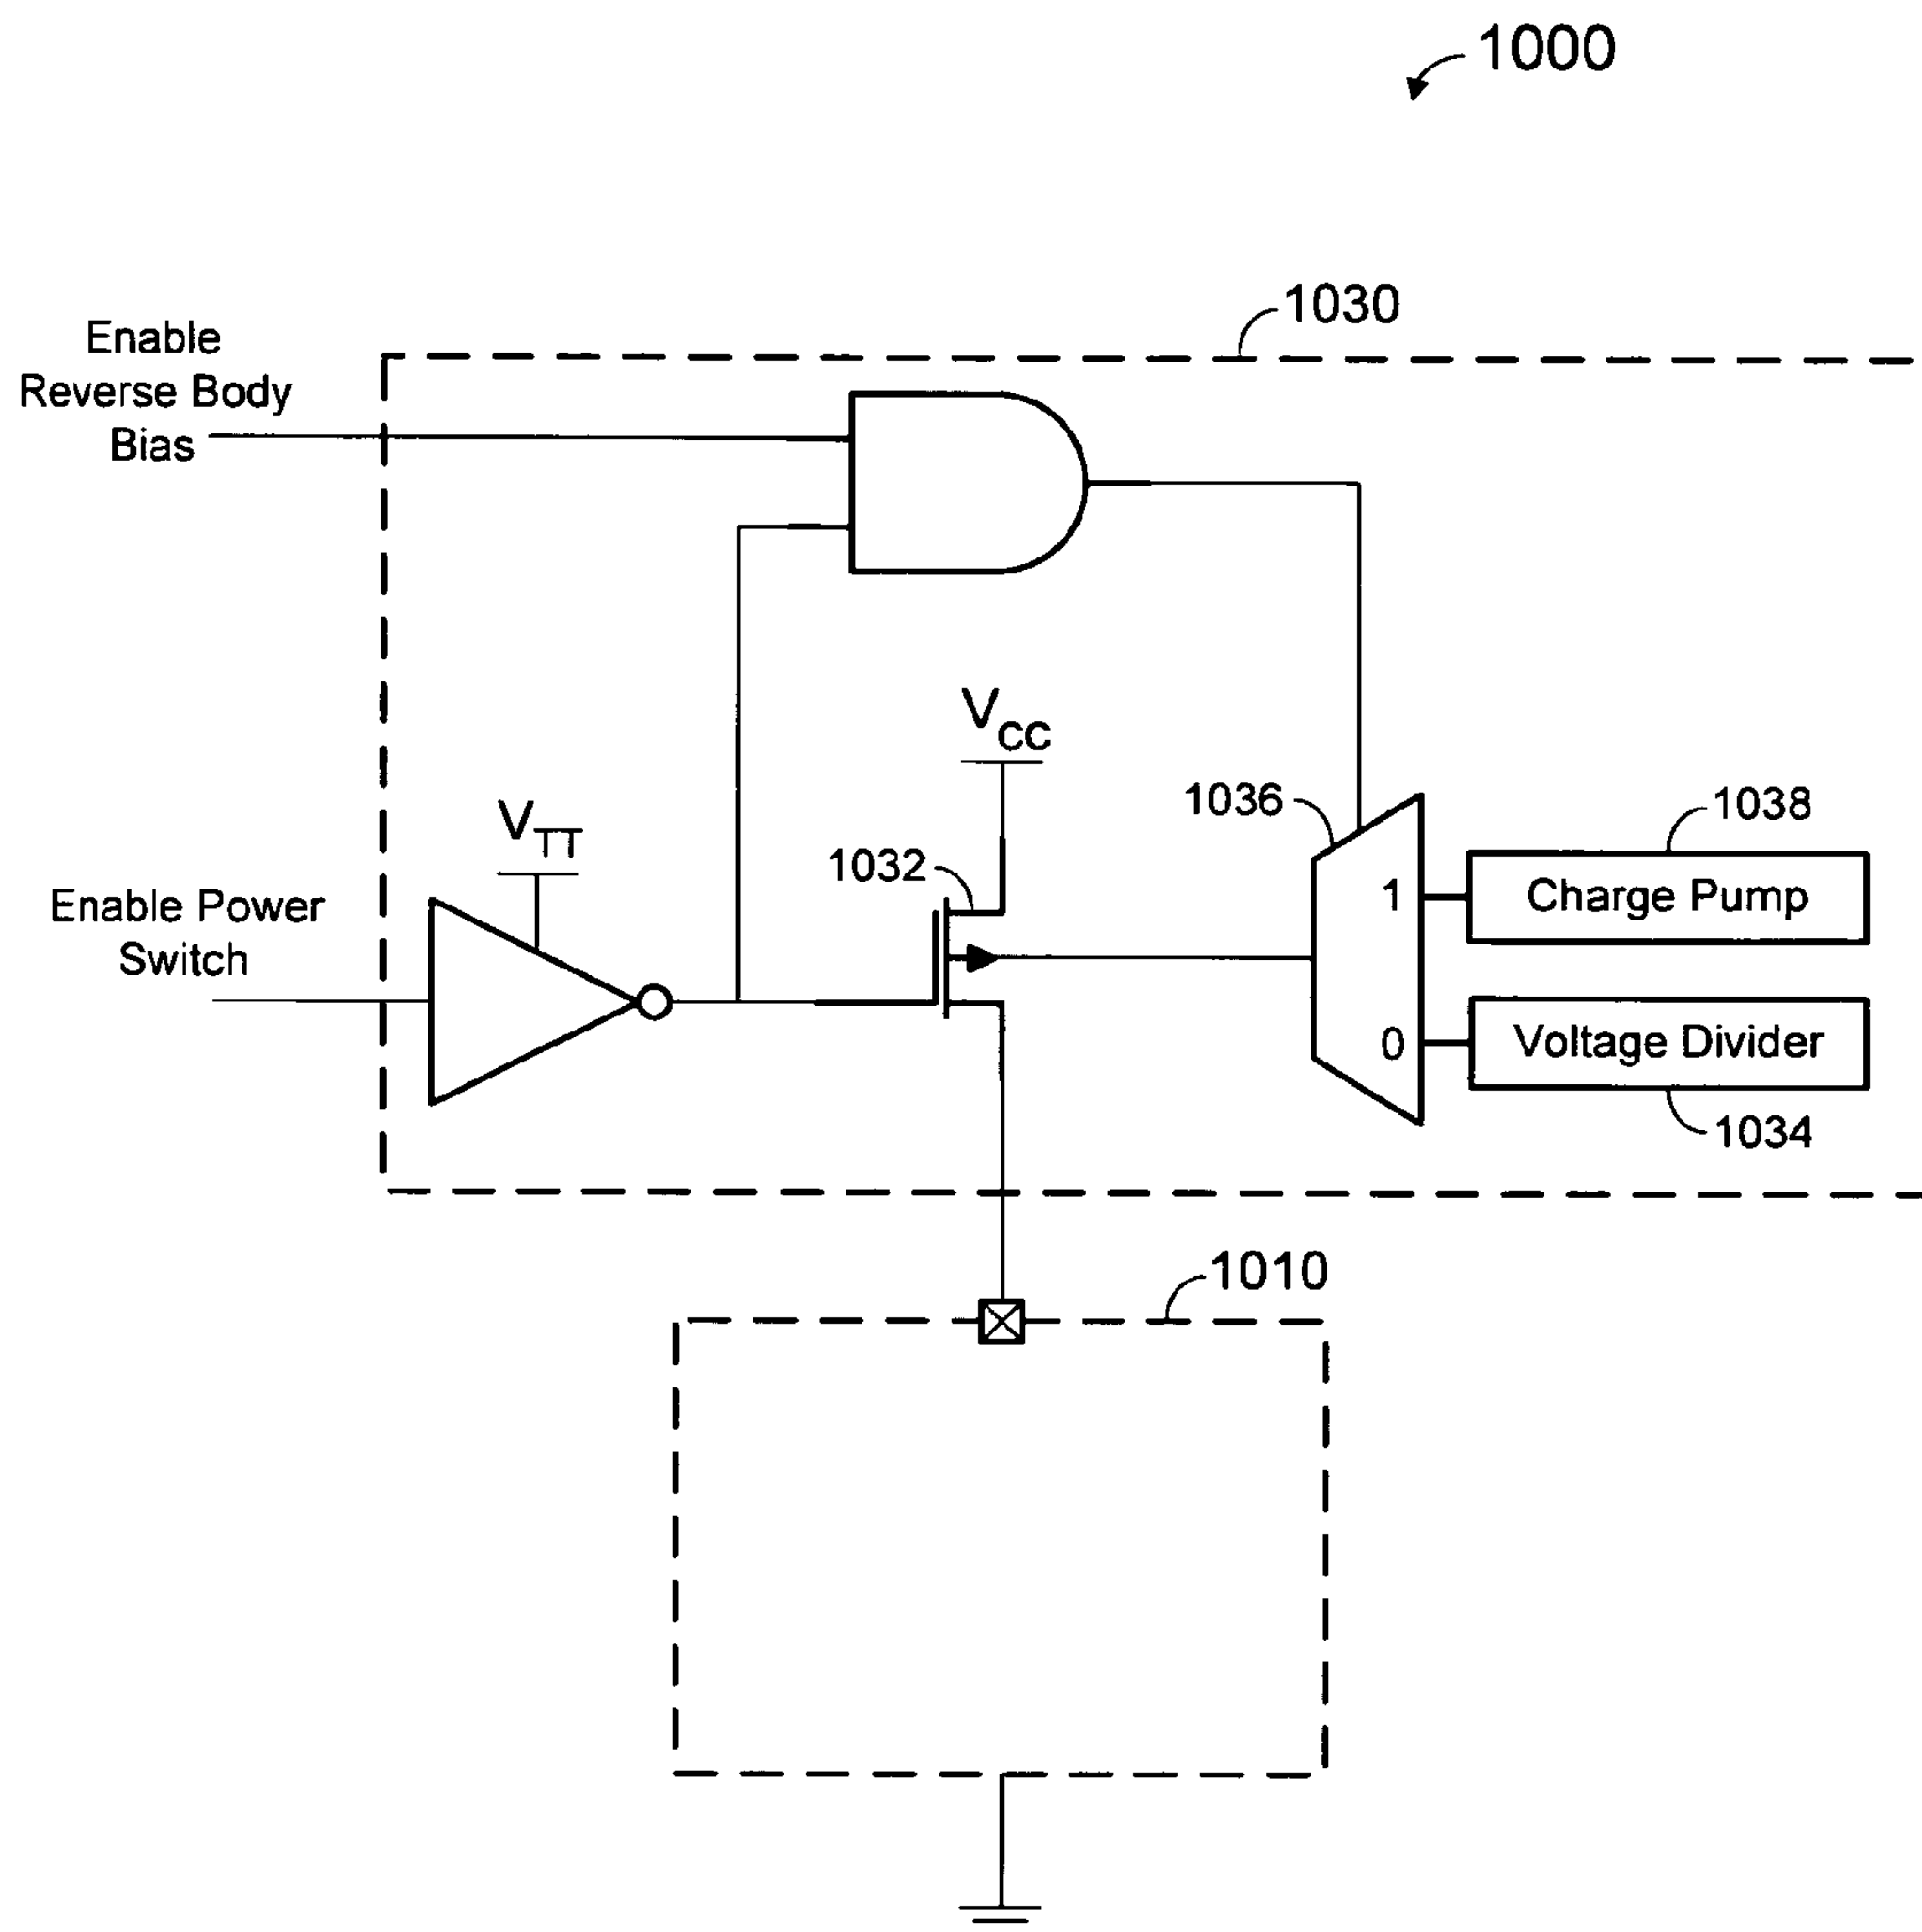 1000
1030
Enable
Reverse Body
Bias
VCC
1036
1038
VTT
1032
1
Charge Pump
Enable Power
Switch
0
Voltage Divider
1034
1010